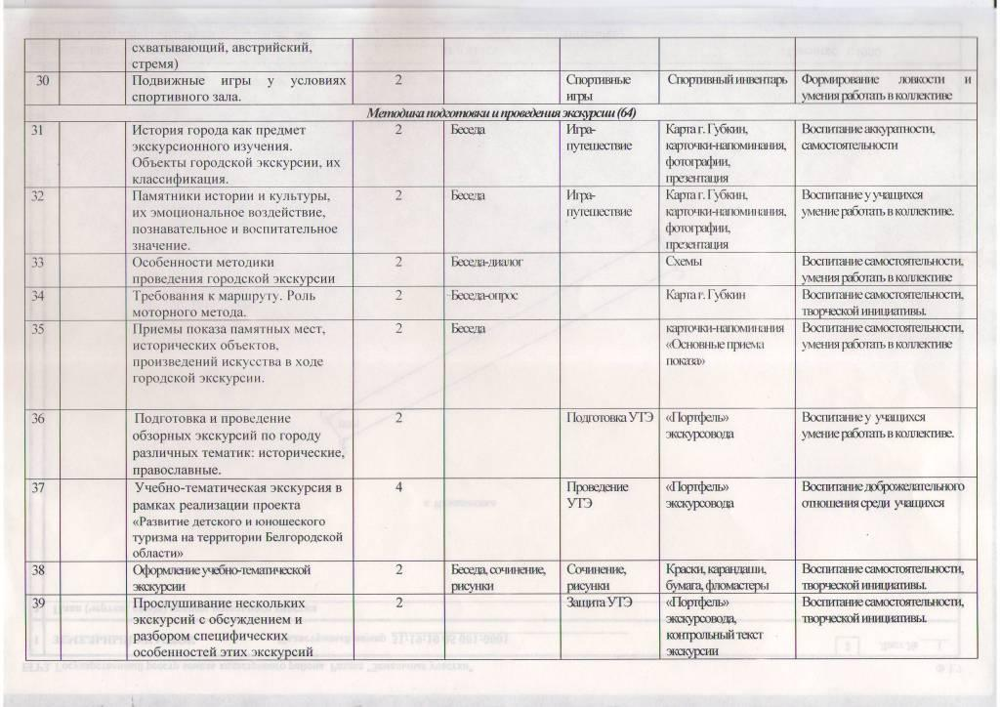 схватывающий, австрийский,
стремя)
30 Подвижные игры у условиях 2 Спортивные Спортивный инвентарь Формирование ловкости и
спортивного зала. игры умения работать в коллективе
Методика подготовки и проведения экскурсии (64)
31 История города как предмет 2 Беседа Игра- Карта г. Губкин, Воспитание аккуратности,
экскурсионного изучения. путешествие карточки-напоминания, самостоятельности
Объекты городской экскурсии, их фотографии,
классификация. презентация
32 Памятники истории и культуры, 2 Беседа Игра- Карта г. Губкин, Воспитание у учащихся
их эмоциональное воздействие, путешествие карточки-напоминания, умение работать в коллективе.
познавательное и воспитательное фотографии,
значение. презентация
33 Особенности методики 2 Беседа-диалог Схемы Воспитание самостоятельности,
проведения городской экскурсии умения работать в коллективе
34 Требования к маршруту. Роль 2 Беседа-опрос Карта г. Губкин Воспитание самостоятельности,
моторного метода. творческой инициативы.
35 Приемы показа памятных мест, 2 Беседа карточки-напоминания Воспитание самостоятельности,
исторических объектов, «Основные приема умения работать в коллективе
произведений искусства в ходе показа»
городской экскурсии.
36 Подготовка и проведение 2 Подготовка УТЭ «Портфель» Воспитание у учащихся
обзорных экскурсий по городу экскурсовода умение работать в коллективе.
различных тематик: исторические,
православные.
37 Учебно-тематическая экскурсия в 4 Проведение «Портфель» Воспитание доброжелательного
рамках реализации проекта УТЭ экскурсовода отношения среди учащихся
«Развитие детского и юношеского
туризма на территории Белгородской
области»
38 Оформление учебно-тематической 2 Беседа, сочинение, Сочинение, Краски, карандаши, Воспитание самостоятельности,
экскурсии рисунки рисунки бумага, фломастеры творческой инициативы.
39 Прослушивание нескольких 2 Защита УТЭ «Портфель» Воспитание самостоятельности,
экскурсий с обсуждением и экскурсовода, творческой инициативы.
разбором специфических контрольный текст
особенностей этих экскурсий экскурсии